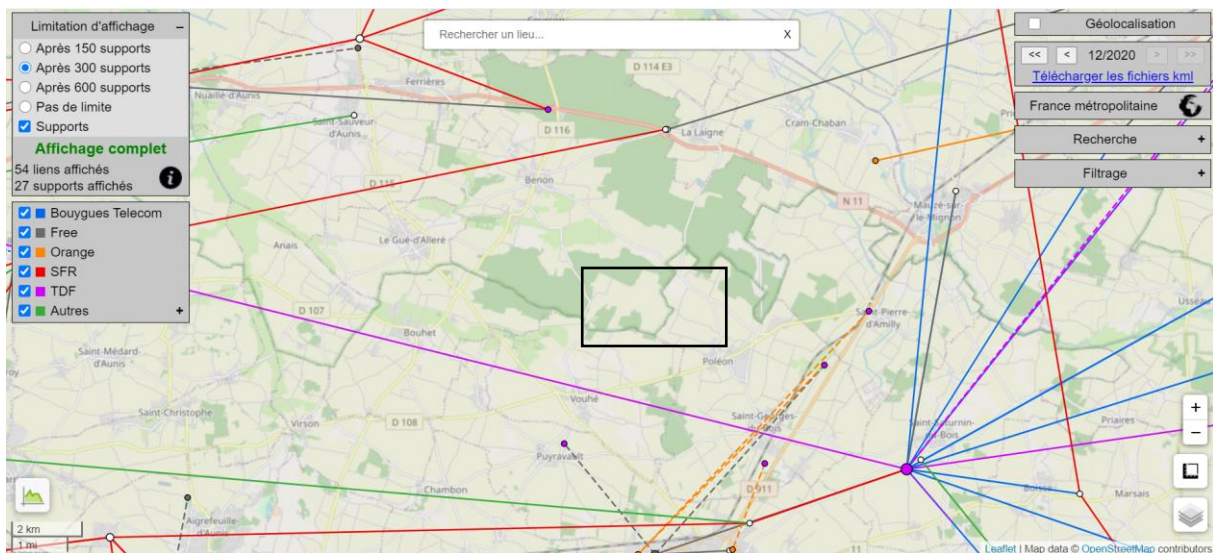 Limitation d'affichage –
Après 150 supports
Après 300 supports
Après 600 supports
Pas de limite
Supports
Affichage complet
54 liens affichés
27 supports affichés
i
Bouygues Telecom
Free
Orange
SFR
TDF
Autres +
Rechercher un lieu... X
Géolocalisation
<< < 12/2020 > >>
Télécharger les fichiers kml
France métropolitaine
Recherche +
Filtrage +
D 114 E3
Ferrières
Nuaillé-d'Aunis
Saint-Sauveur-
d'Aunis
D 116
La Laigne
Cram-Chaban
D 115
Benon
N 11
Mauzé-sur-
le-Mignon
Anais
Le Gué-d'Alleré
D 107
Bouhet
Saint-Pierre-
d'Amilly
Usseau
Saint-Médard-
d'Aunis
Poléon
Vouhé
Saint-Christophe
Virson
D 108
Saint-Georges-
du-Bois
Saint-Saturnin-
du-Bois
Priaires
Puyravault
Chambon
D 911
Marsais
Aigrefeuille-
d'Aunis
+
–
2 km
1 mi
Leaflet | Map data © OpenStreetMap contributors